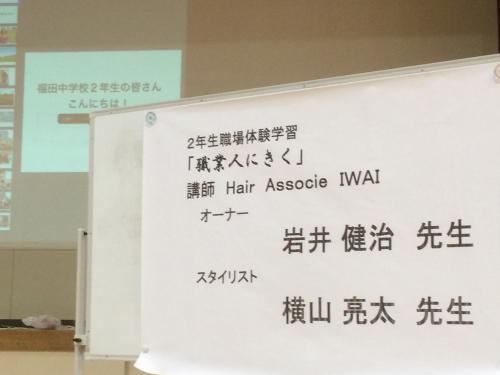 福田中学校2年生の皆さん
こんにちは!
2年生職場体験学習
「職業人にきく」
講師 Hair Associe IWAI
オーナー
岩井 健治 先生
スタイリスト
横山 亮太 先生